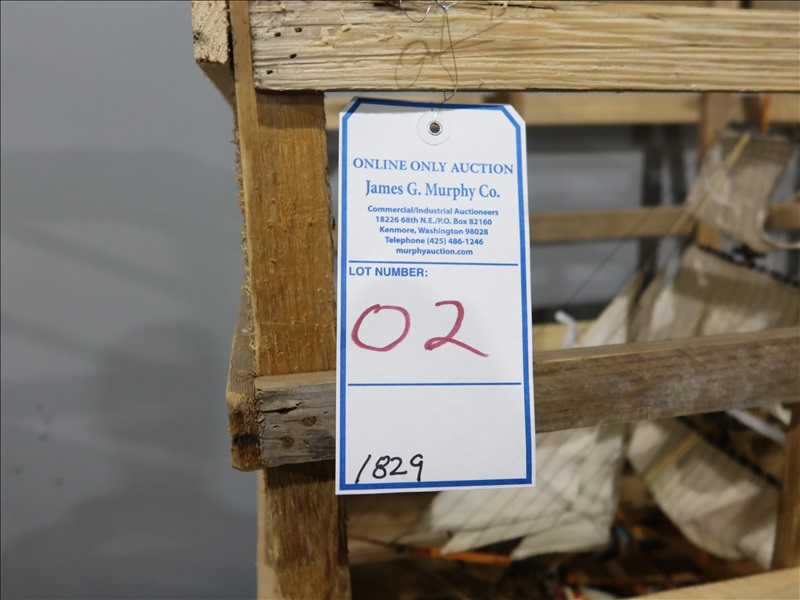 ONLINE ONLY AUCTION
James G. Murphy Co.
Commercial/Industrial Auctioneers
18226 68th N.E./P.O. Box 82160
Kenmore, Washington 98028
Telephone (425) 486-1246
murphyauction.com
LOT NUMBER:
02
1829